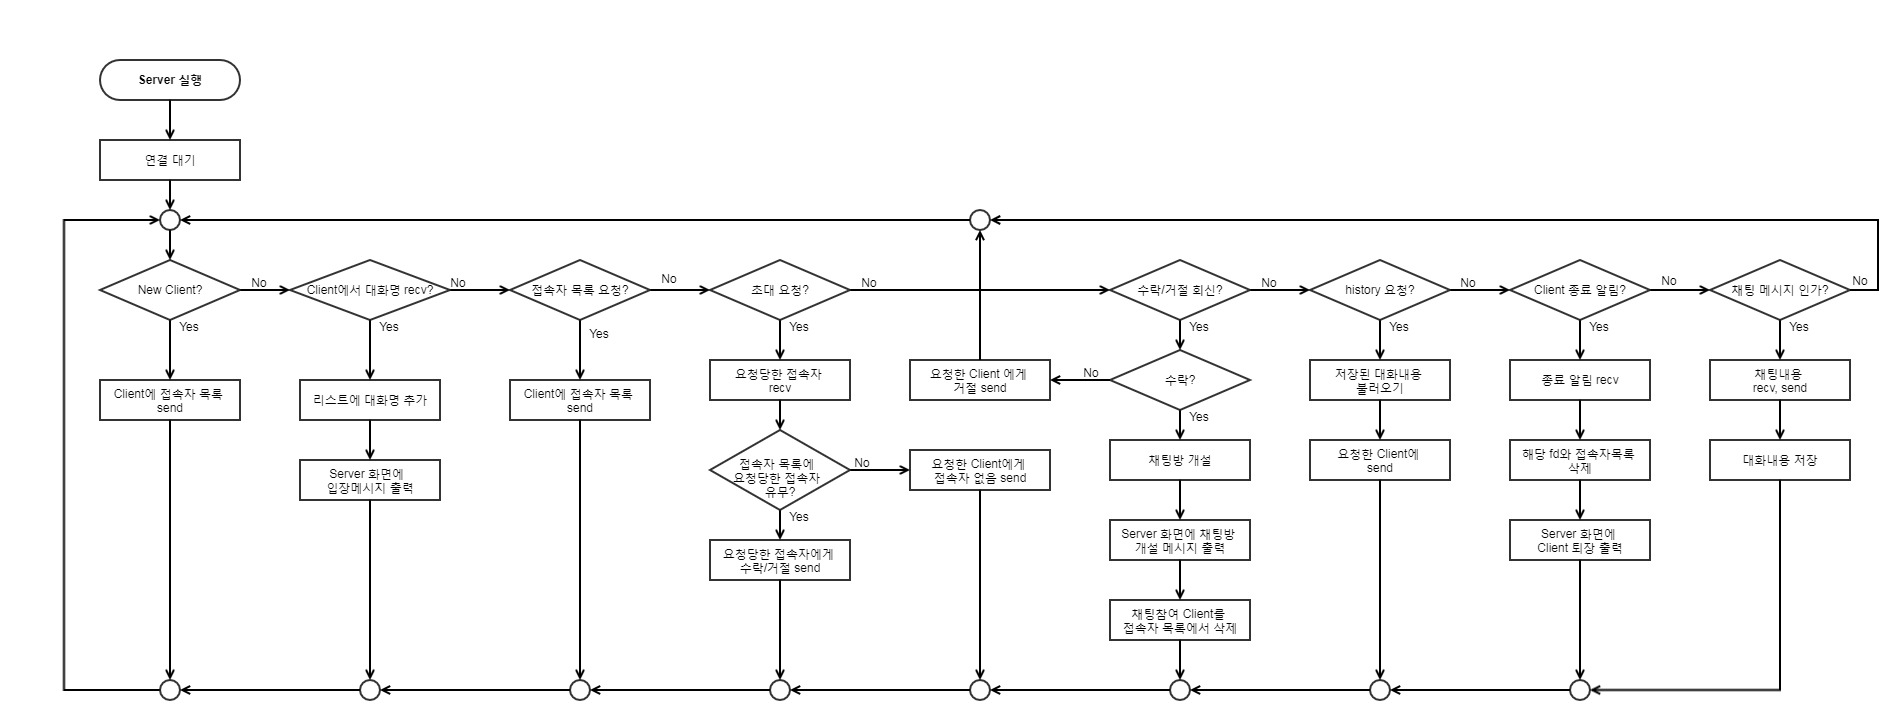 Server 실행
연결 대기
New Client?
No
Client에서 대화명 recv?
No
접속자 목록 요청?
No
초대 요청?
No
수락/거절 회신?
No
history 요청?
No
Client 종료 알림?
No
채팅 메시지 인가?
No
Yes
Yes
Yes
Yes
Yes
Yes
Yes
Yes
Client에 접속자 목록
send
리스트에 대화명 추가
Server 화면에
입장메시지 출력
Client에 접속자 목록
send
요청당한 접속자
recv
접속자 목록에
요청당한 접속자
유무?
No
Yes
요청당한 접속자에게
수락/거절 send
요청한 Client 에게
거절 send
요청한 Client에게
접속자 없음 send
No
수락?
Yes
채팅방 개설
Server 화면에 채팅방
개설 메시지 출력
채팅참여 Client를
접속자 목록에서 삭제
저장된 대화내용
불러오기
요청한 Client에
send
종료 알림 recv
해당 fd와 접속자목록
삭제
Server 화면에
Client 퇴장 출력
채팅내용
recv, send
대화내용 저장